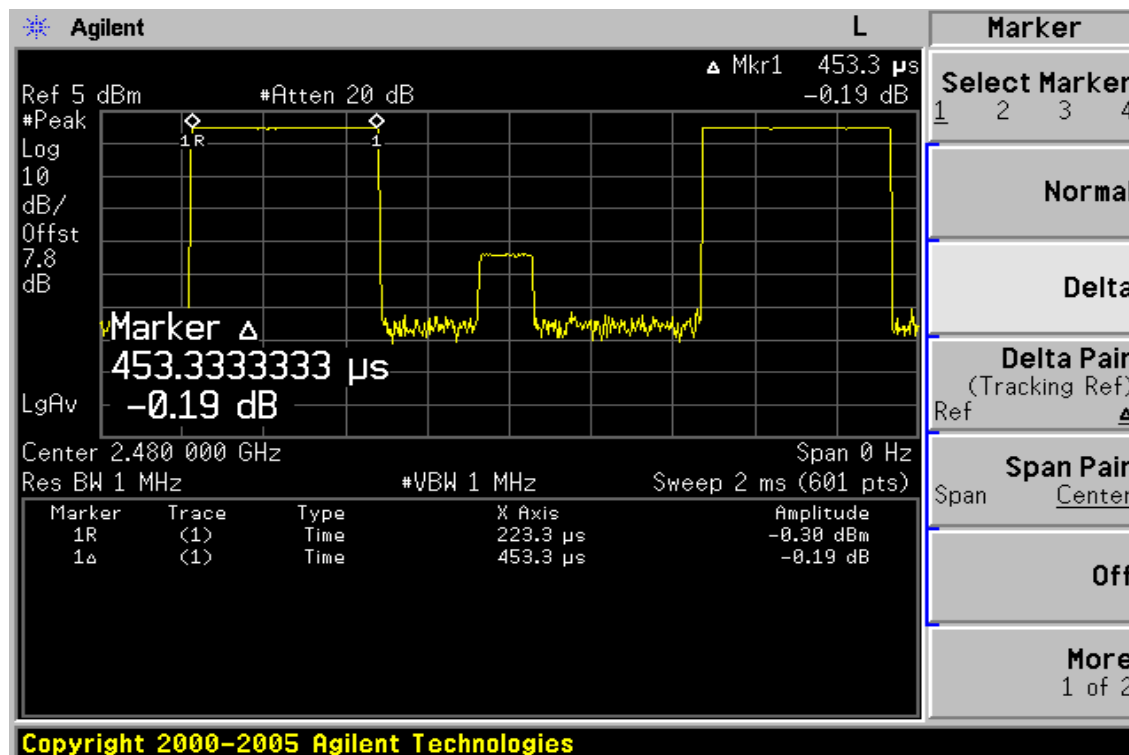 Agilent L
Marker
Δ Mkr1 453.3 µs
Ref 5 dBm #Atten 20 dB -0.19 dB
#Peak
Log
10
dB/
Offst
7.8
dB
1R
1
Marker Δ
453.3333333 µs
-0.19 dB
LgAv
Center 2.480 000 GHz Span 0 Hz
Res BW 1 MHz #VBW 1 MHz Sweep 2 ms (601 pts)
Marker Trace Type X Axis Amplitude
1R (1) Time 223.3 µs -0.30 dBm
1Δ (1) Time 453.3 µs -0.19 dB
Select Marker
1 2 3 4
Normal
Delta
Delta Pair
(Tracking Ref)
Ref Δ
Span Pair
Span Center
Off
More
1 of 2
Copyright 2000-2005 Agilent Technologies